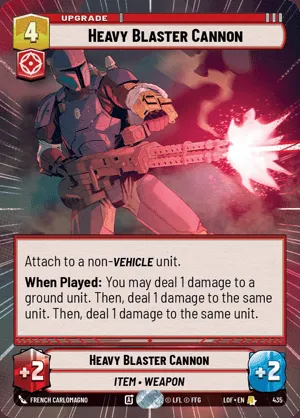 UPGRADE
4
HEAVY BLASTER CANNON
Attach to a non-VEHICLE unit.
When Played: You may deal 1 damage to a
ground unit. Then, deal 1 damage to the same
unit. Then, deal 1 damage to the same unit.
+2
HEAVY BLASTER CANNON
ITEM • WEAPON
+2
FRENCH CARLOMAGNO
© LFL © FFG
LOF • EN
435